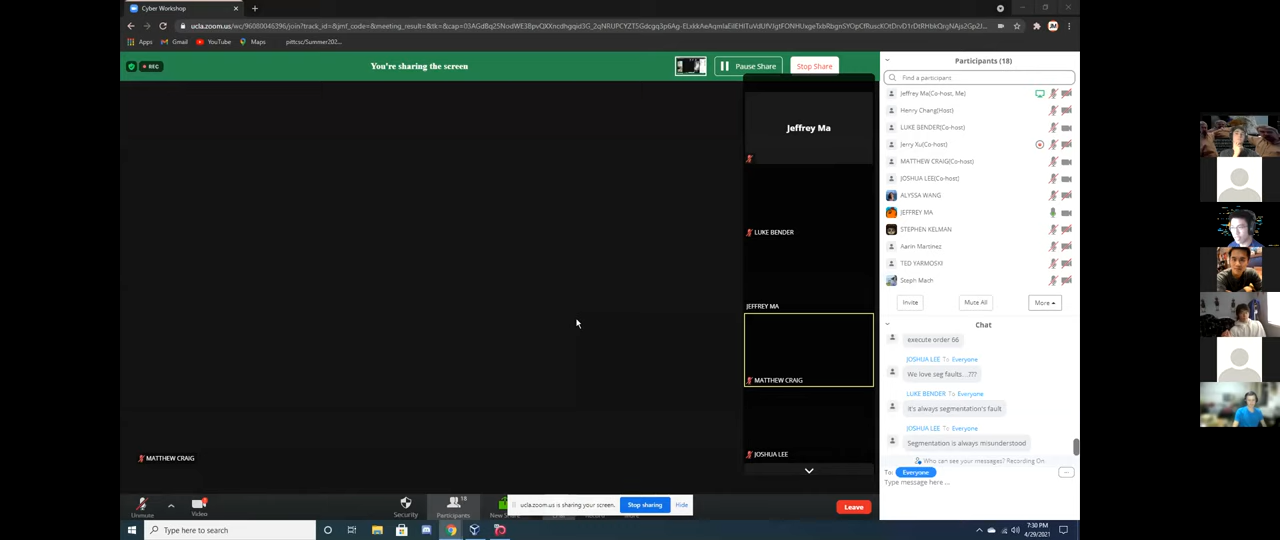 Cyber Workshop
Apps
Gmail
YouTube
Maps
pittcsc/Summer202...
REC
You're sharing the screen
Pause Share
Stop Share
Jeffrey Ma
LUKE BENDER
JEFFREY MA
MATTHEW CRAIG
JOSHUA LEE
MATTHEW CRAIG
Participants (18)
Find a participant
Jeffrey Ma(Co-host, Me)
Henry Chang(Host)
LUKE BENDER(Co-host)
Jerry Xu(Co-host)
MATTHEW CRAIG(Co-host)
JOSHUA LEE(Co-host)
ALYSSA WANG
JEFFREY MA
STEPHEN KELMAN
Aarin Martinez
TED YARMOSKI
Steph Mach
Invite
Mute All
More
Chat
execute order 66
JOSHUA LEE To Everyone
We love seg faults...???
LUKE BENDER To Everyone
it's always segmentation's fault
JOSHUA LEE To Everyone
Segmentation is always misunderstood
Who can see your messages? Recording On
To: Everyone
Type message here ...
Unmute
Video
Security
18
Participants
ucla.zoom.us is sharing your screen.
Stop sharing
Hide
Leave
Type here to search
7:30 PM
4/29/2021